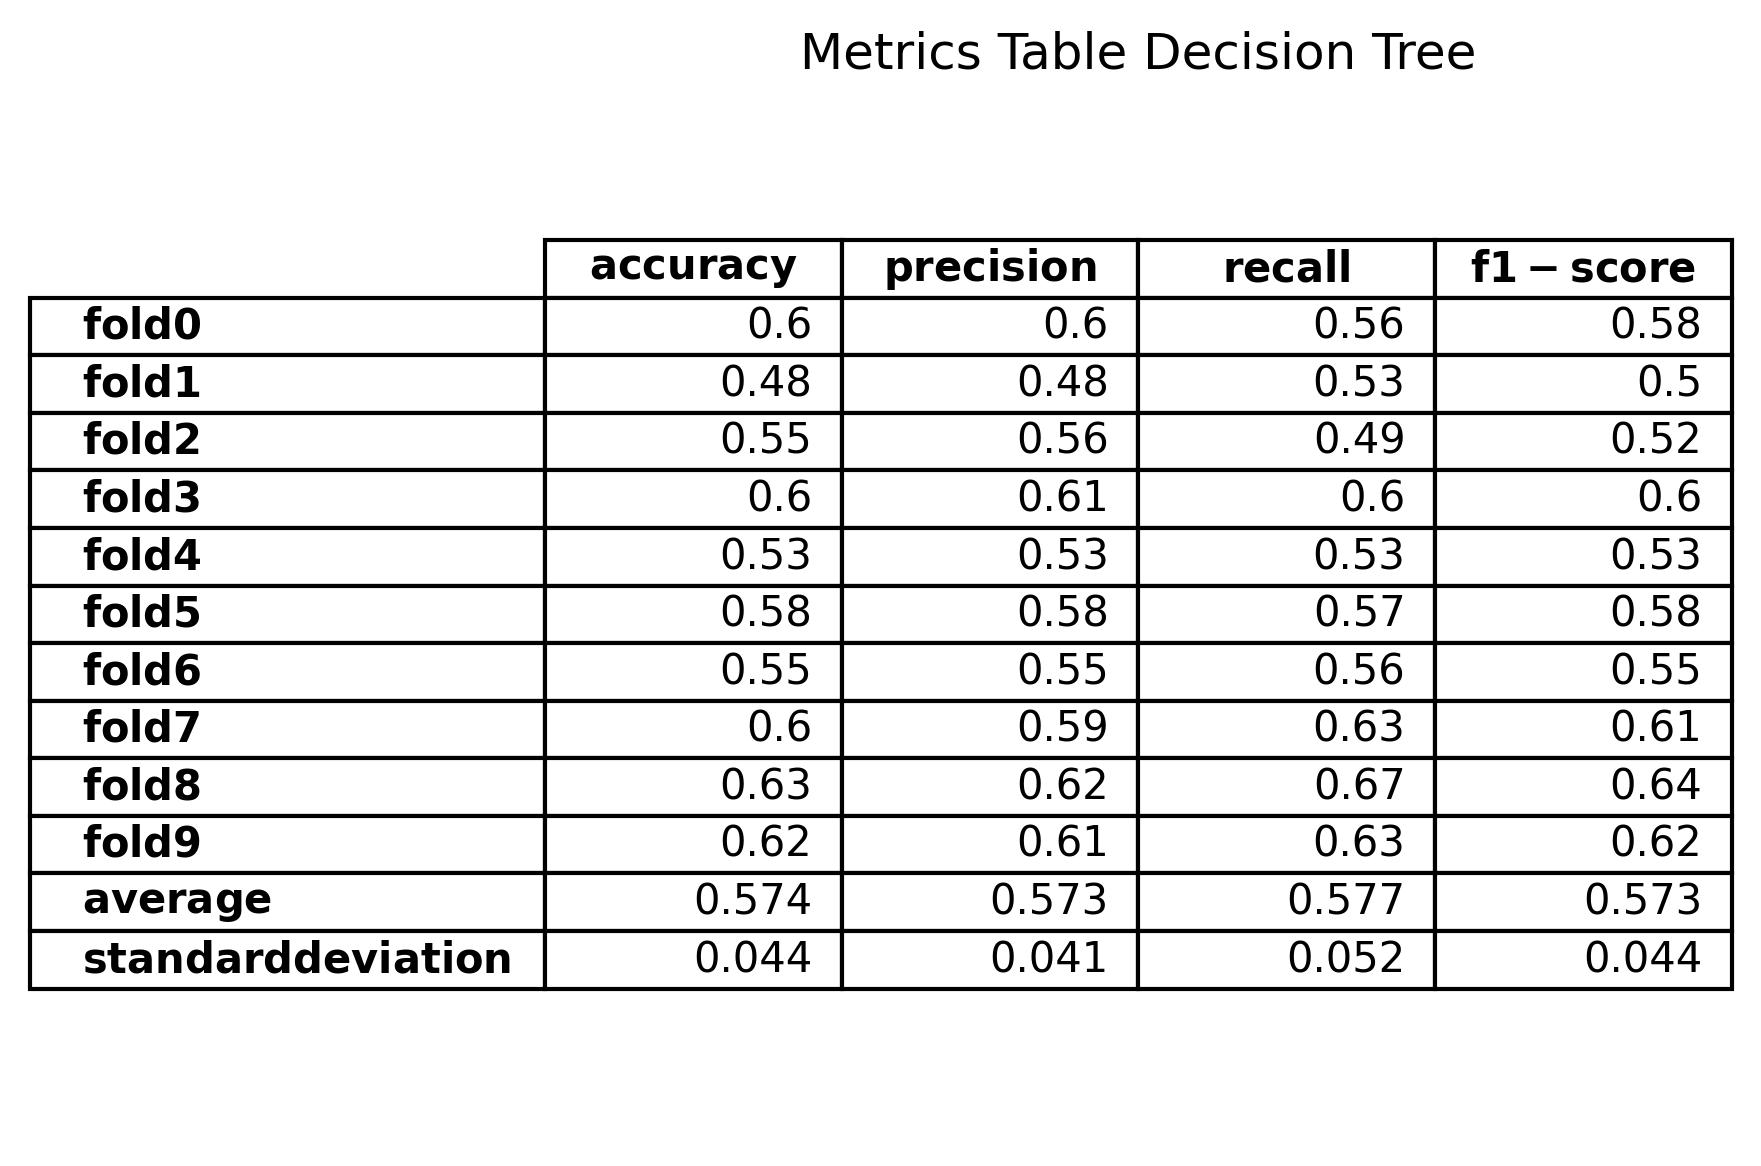 Metrics Table Decision Tree
accuracy precision recall f1 − score
fold0 0.6 0.6 0.56 0.58
fold1 0.48 0.48 0.53 0.5
fold2 0.55 0.56 0.49 0.52
fold3 0.6 0.61 0.6 0.6
fold4 0.53 0.53 0.53 0.53
fold5 0.58 0.58 0.57 0.58
fold6 0.55 0.55 0.56 0.55
fold7 0.6 0.59 0.63 0.61
fold8 0.63 0.62 0.67 0.64
fold9 0.62 0.61 0.63 0.62
average 0.574 0.573 0.577 0.573
standarddeviation 0.044 0.041 0.052 0.044